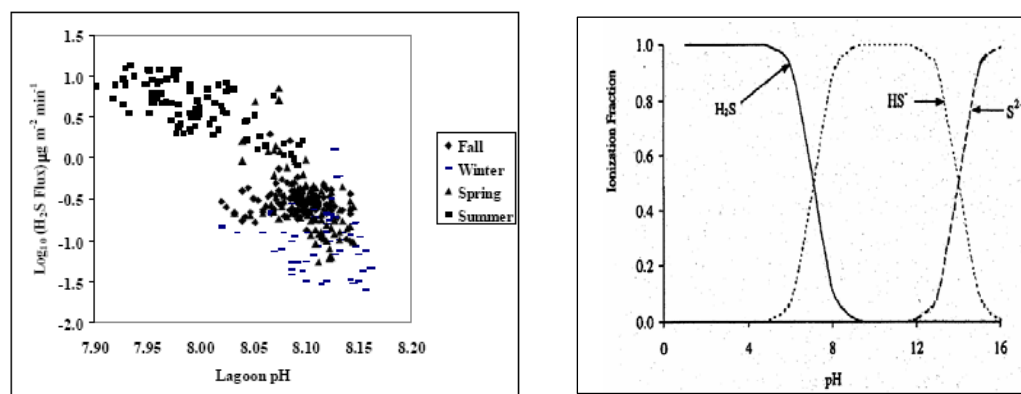 1.5
1.0
0.5
0.0
-0.5
-1.0
-1.5
-2.0
Log₁₀ (H₂S Flux) µg m⁻² min⁻¹
7.90 7.95 8.00 8.05 8.10 8.15 8.20
Lagoon pH
Fall
Winter
Spring
Summer
1.0
0.8
0.6
0.4
0.2
0.0
Ionization Fraction
H₂S
HS⁻
S²⁻
0 4 8 12 16
pH